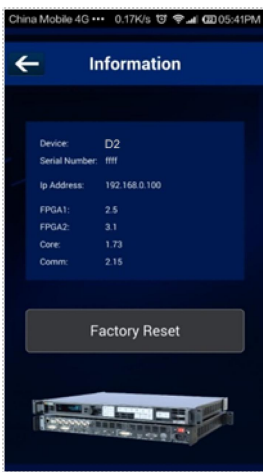 China Mobile 4G ••• 0.17K/s 05:41PM
Information
Device: D2
Serial Number: ffff
Ip Address: 192.168.0.100
FPGA1: 2.5
FPGA2: 3.1
Core: 1.73
Comm: 2.15
Factory Reset